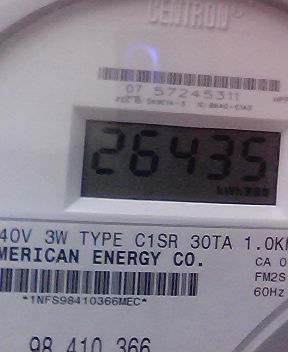 CENTRON
07 57245311
26435
kWh
40V 3W TYPE C1SR 30TA 1.0K
MERICAN ENERGY CO.
CA 0
FM2S
60Hz
*1NFS98410366MEC*
98 410 366